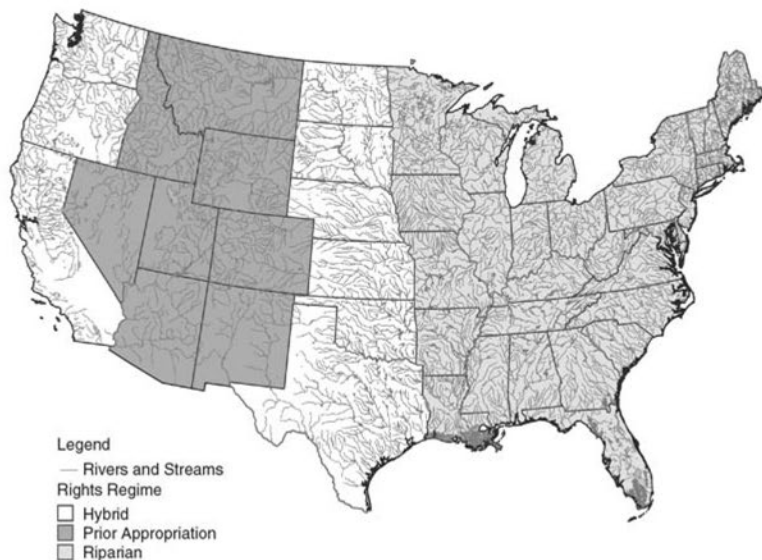 Legend
Rivers and Streams
Rights Regime
Hybrid
Prior Appropriation
Riparian